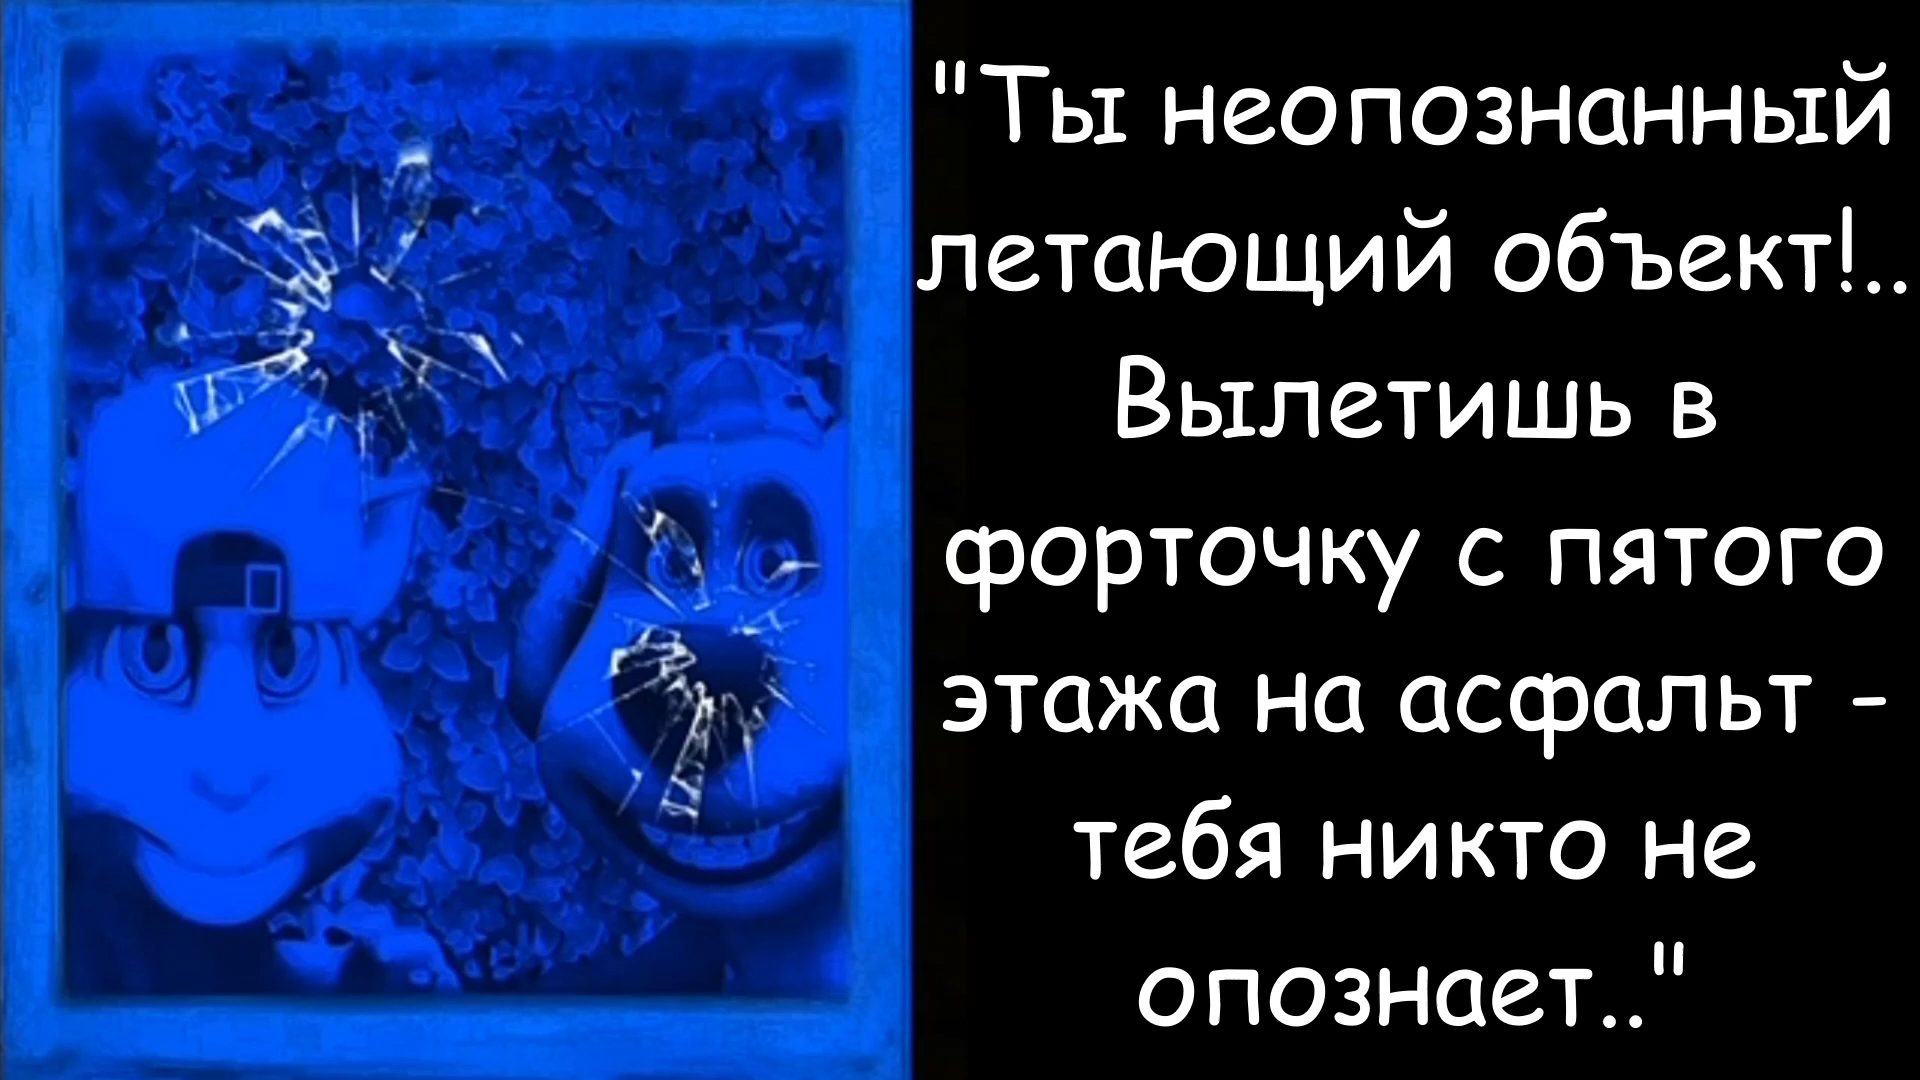 "Ты неопознанный
летающий объект!..
Вылетишь в
форточку с пятого
этажа на асфальт -
тебя никто не
опознает.."